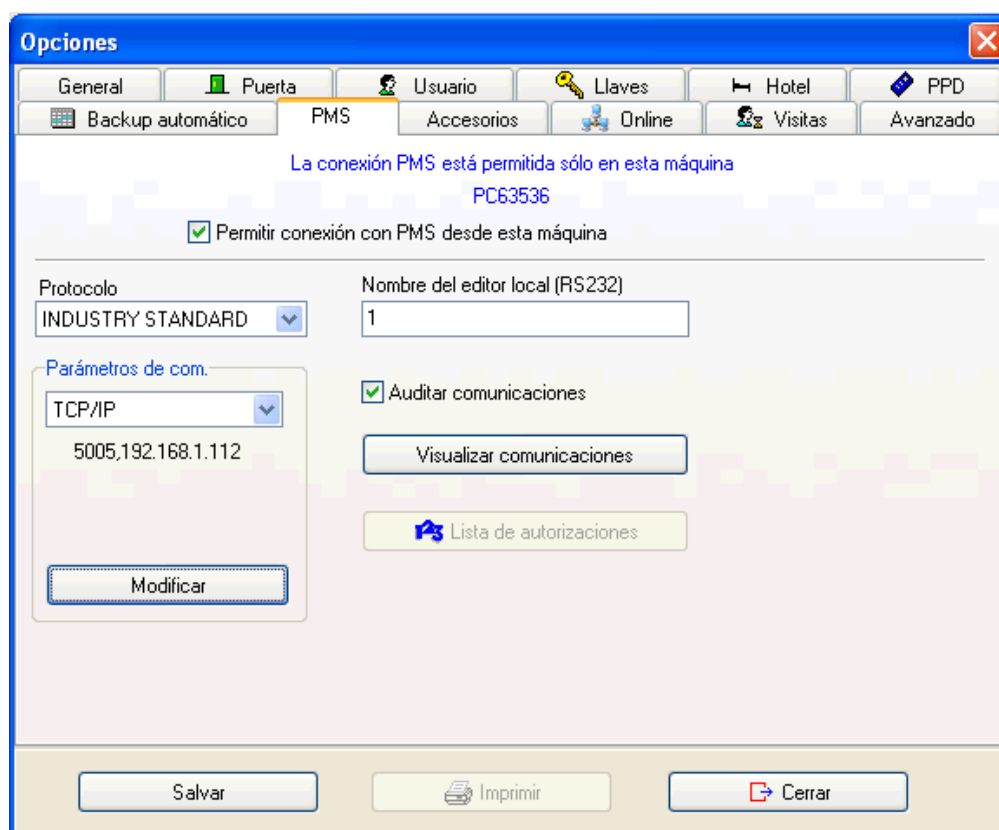 Opciones
General Puerta Usuario Llaves Hotel PPD
Backup automático PMS Accesorios Online Visitas Avanzado
La conexión PMS está permitida sólo en esta máquina
PC63536
Permitir conexión con PMS desde esta máquina
Protocolo
INDUSTRY STANDARD
Nombre del editor local (RS232)
1
Parámetros de com.
TCP/IP
5005,192.168.1.112
Modificar
Auditar comunicaciones
Visualizar comunicaciones
123 Lista de autorizaciones
Salvar Imprimir Cerrar